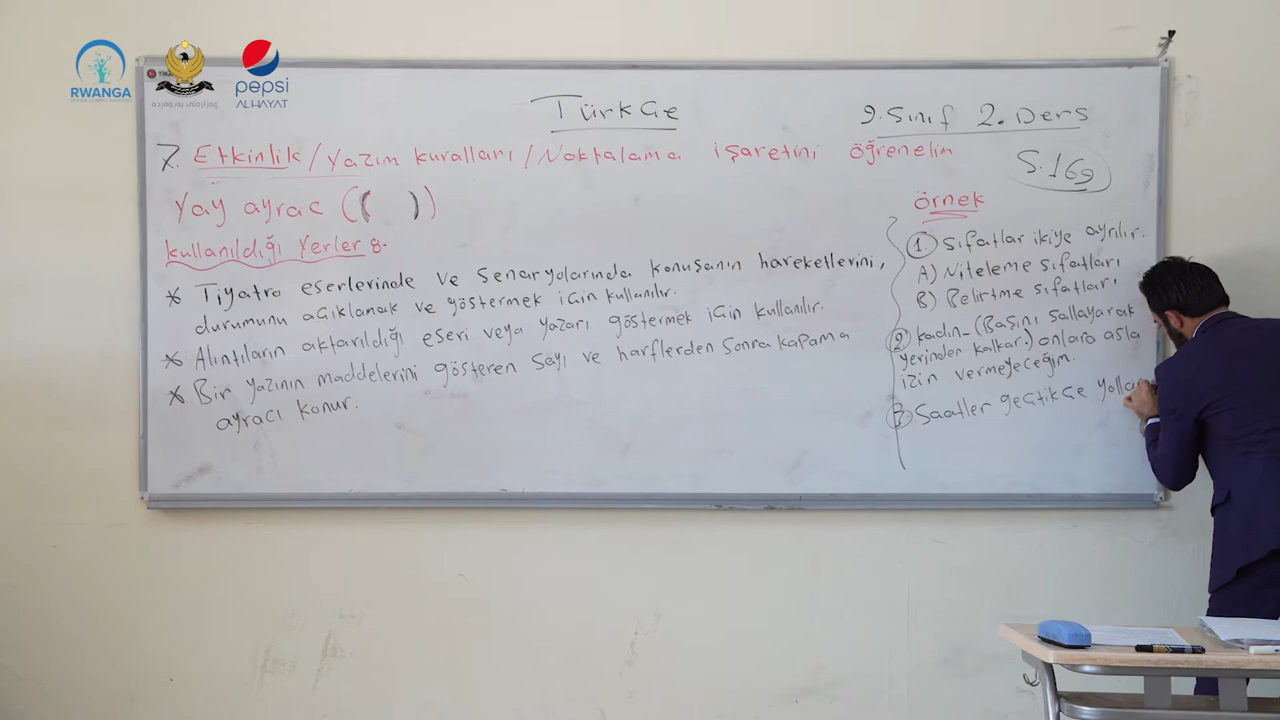 RWANGA
pepsi
ALHAYAT
Türkçe
9. Sınıf 2. Ders
7. Etkinlik / Yazım kuralları / Noktalama işaretini öğrenelim
S. 169
Yay ayraç ( ( ) )
kullanıldığı Yerler :-
* Tiyatro eserlerinde ve senaryolarında konuşanın hareketlerini,
durumunu açıklamak ve göstermek için kullanılır.
* Alıntıların aktarıldığı eseri veya yazarı göstermek için kullanılır.
* Bir yazının maddelerini gösteren sayı ve harflerden sonra kapama
ayracı konur.
örnek
1 Sıfatlar ikiye ayrılır.
A) Niteleme sıfatları
B) Belirtme sıfatları
2 kadın - (Başını sallayarak
yerinden kalkar.) onlara asla
izin vermeyeceğim.
3 Saatler geçtikçe